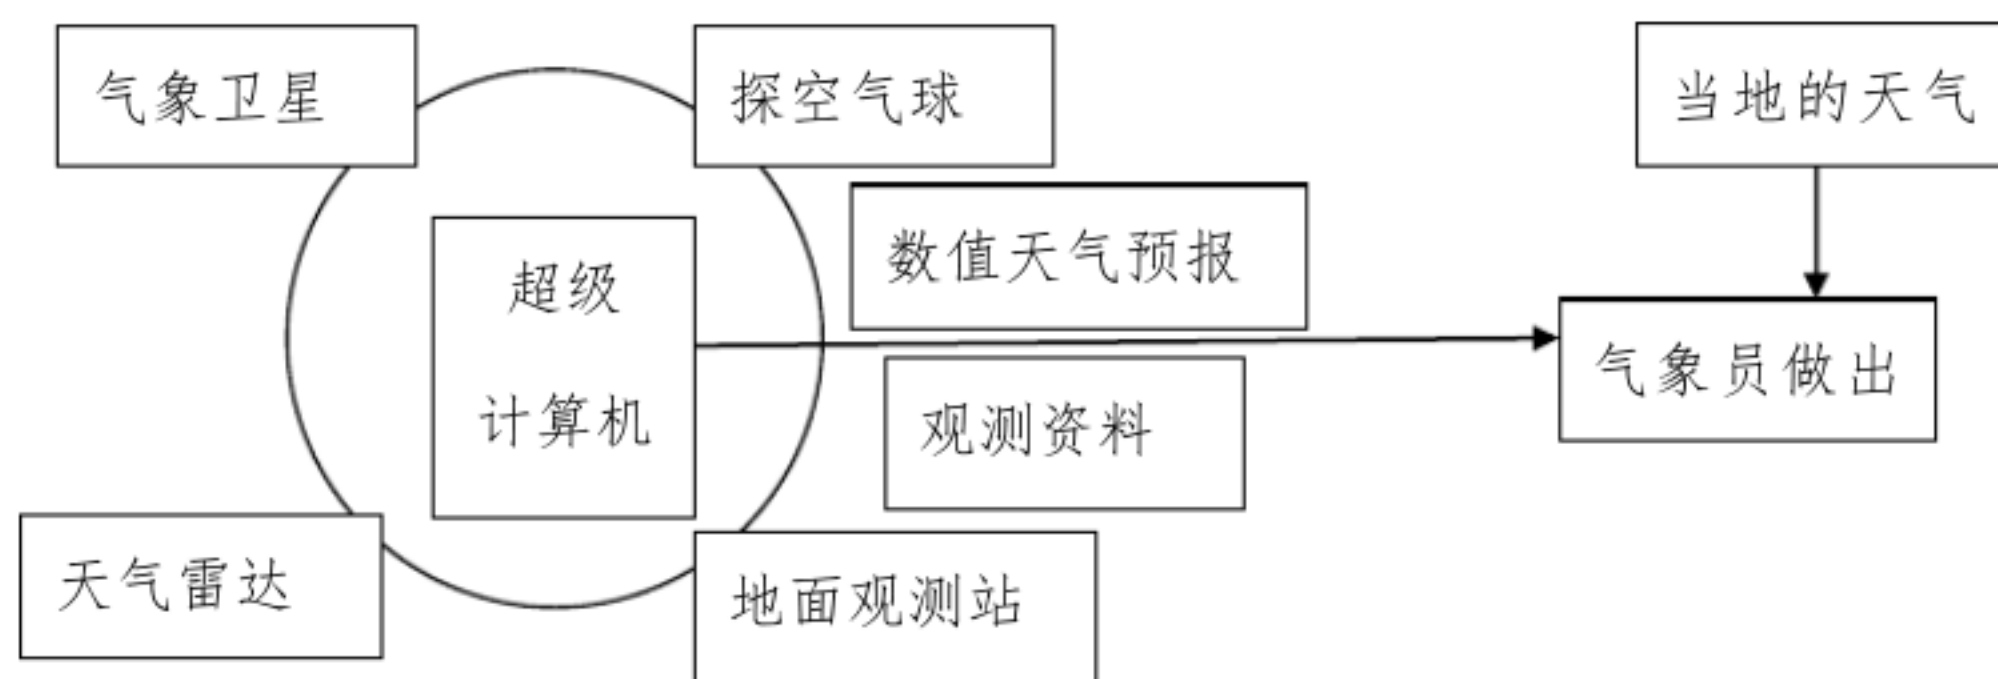 气象卫星
探空气球
当地的天气
数值天气预报
超级
计算机
气象员做出
观测资料
天气雷达
地面观测站